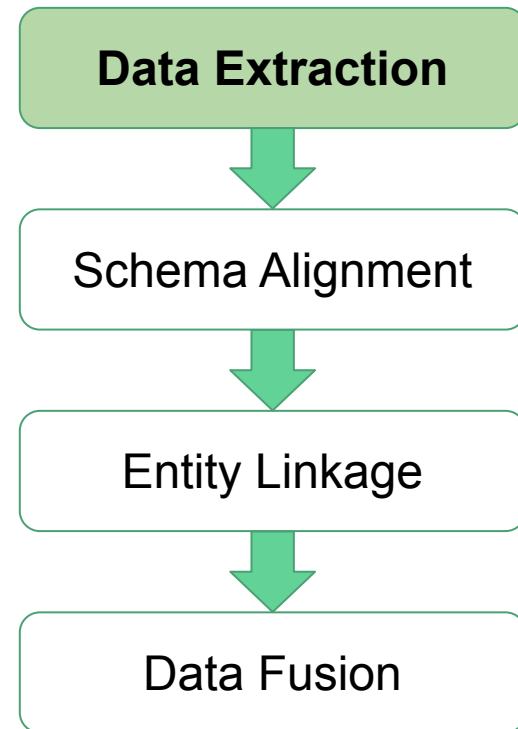 Data Extraction
Schema Alignment
Entity Linkage
Data Fusion